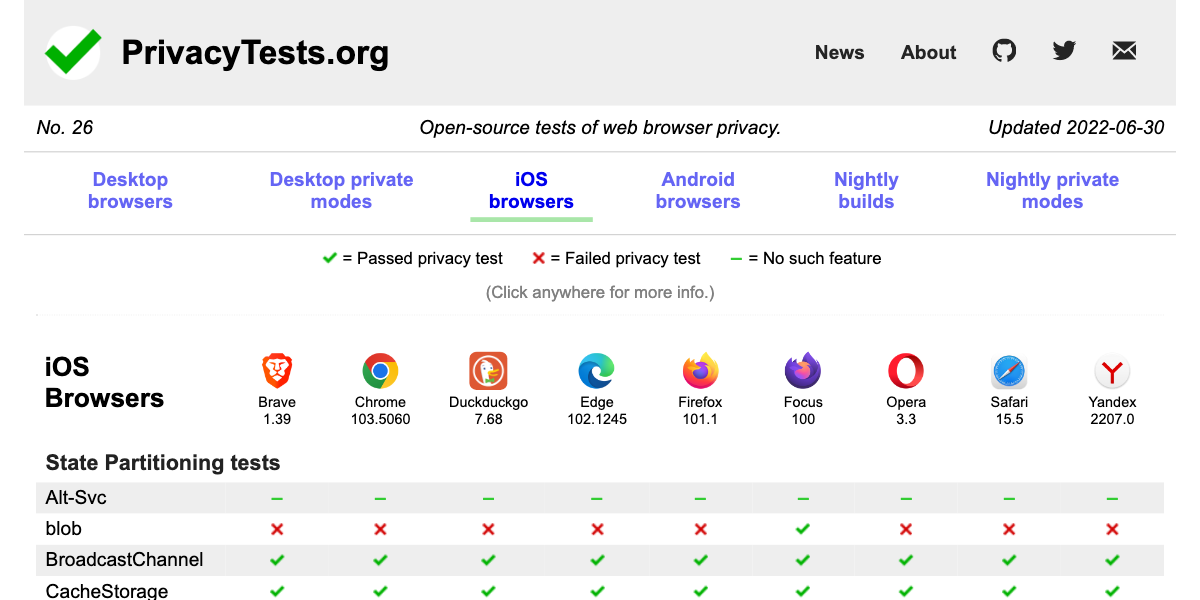 PrivacyTests.org
News About
No. 26 Open-source tests of web browser privacy. Updated 2022-06-30
Desktop browsers Desktop private modes iOS browsers Android browsers Nightly builds Nightly private modes
= Passed privacy test = Failed privacy test = No such feature
(Click anywhere for more info.)
iOS Browsers
Brave Chrome Duckduckgo Edge Firefox Focus Opera Safari Yandex
1.39 103.5060 7.68 102.1245 101.1 100 3.3 15.5 2207.0
State Partitioning tests
Alt-Svc
blob
BroadcastChannel
CacheStorage